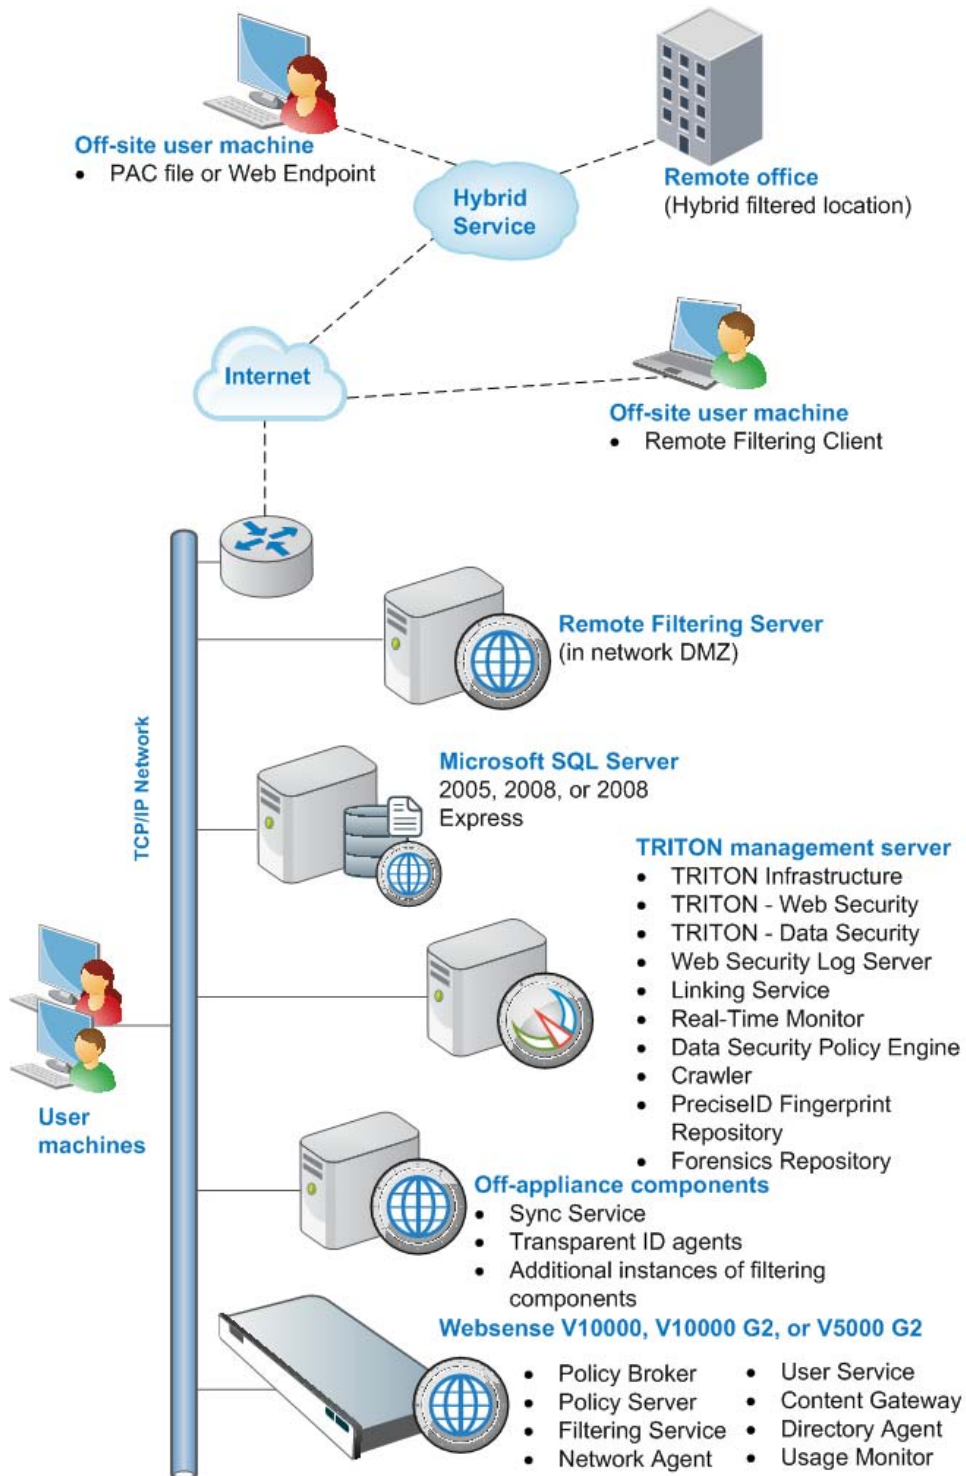 Off-site user machine
• PAC file or Web Endpoint
Hybrid
Service
Remote office
(Hybrid filtered location)
Internet
Off-site user machine
• Remote Filtering Client
TCP/IP Network
Remote Filtering Server
(in network DMZ)
Microsoft SQL Server
2005, 2008, or 2008
Express
TRITON management server
• TRITON Infrastructure
• TRITON - Web Security
• TRITON - Data Security
• Web Security Log Server
• Linking Service
• Real-Time Monitor
• Data Security Policy Engine
• Crawler
• PreciseID Fingerprint
Repository
• Forensics Repository
User
machines
Off-appliance components
• Sync Service
• Transparent ID agents
• Additional instances of filtering
components
Websense V10000, V10000 G2, or V5000 G2
• Policy Broker
• Policy Server
• Filtering Service
• Network Agent
• User Service
• Content Gateway
• Directory Agent
• Usage Monitor